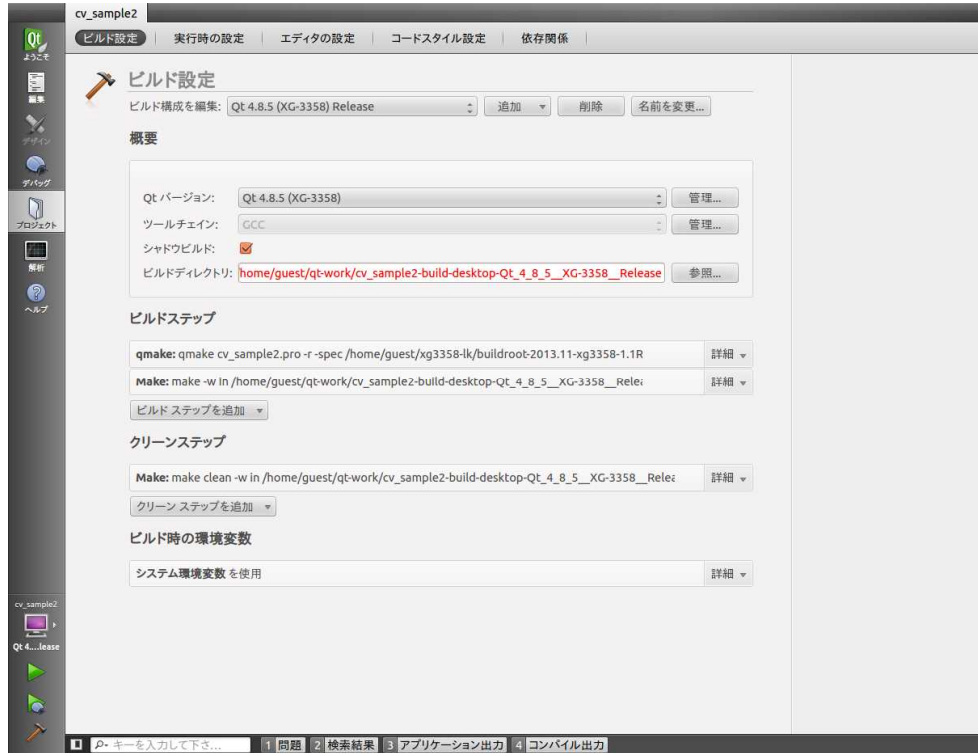 cv_sample2
ビルド設定 実行時の設定 エディタの設定 コードスタイル設定 依存関係
Qt
ようこそ
編集
デザイン
デバッグ
プロジェクト
解析
ヘルプ
ビルド設定
ビルド構成を編集: Qt 4.8.5 (XG-3358) Release 追加 削除 名前を変更...
概要
Qt バージョン: Qt 4.8.5 (XG-3358) 管理...
ツールチェイン: GCC 管理...
シャドウビルド:
ビルドディレクトリ: home/guest/qt-work/cv_sample2-build-desktop-Qt_4_8_5__XG-3358__Release 参照...
ビルドステップ
qmake: qmake cv_sample2.pro -r -spec /home/guest/xg3358-lk/buildroot-2013.11-xg3358-1.1R 詳細
Make: make -w in /home/guest/qt-work/cv_sample2-build-desktop-Qt_4_8_5__XG-3358__Relea 詳細
ビルド ステップを追加
クリーンステップ
Make: make clean -w in /home/guest/qt-work/cv_sample2-build-desktop-Qt_4_8_5__XG-3358__Relea 詳細
クリーン ステップを追加
ビルド時の環境変数
システム環境変数 を使用 詳細
cv_sample2
Qt 4....lease
キーを入力して下さ... 1 問題 2 検索結果 3 アプリケーション出力 4 コンパイル出力